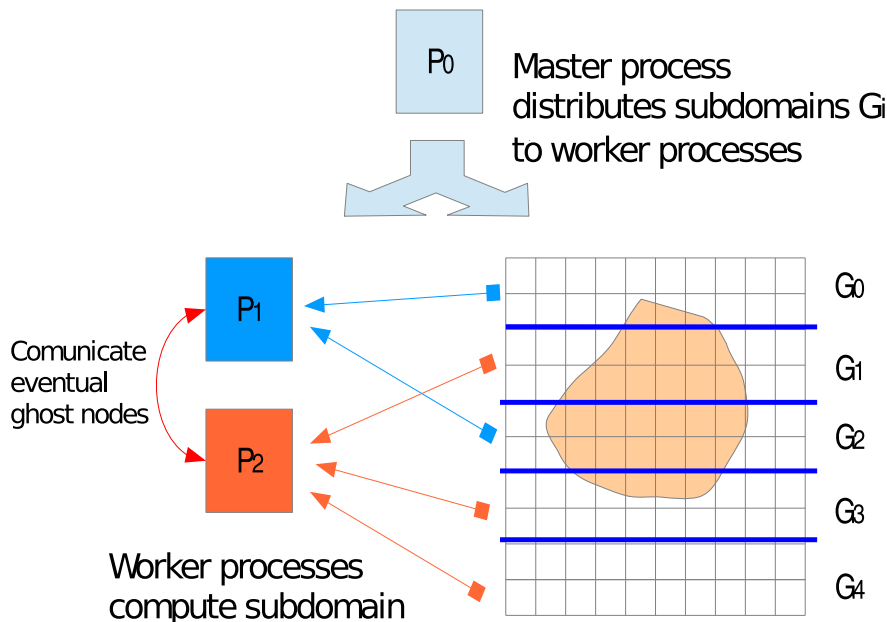 P0
Master process
distributes subdomains Gi
to worker processes
P1
G0
Comunicate
eventual
ghost nodes
G1
P2
G2
G3
Worker processes
compute subdomain
G4